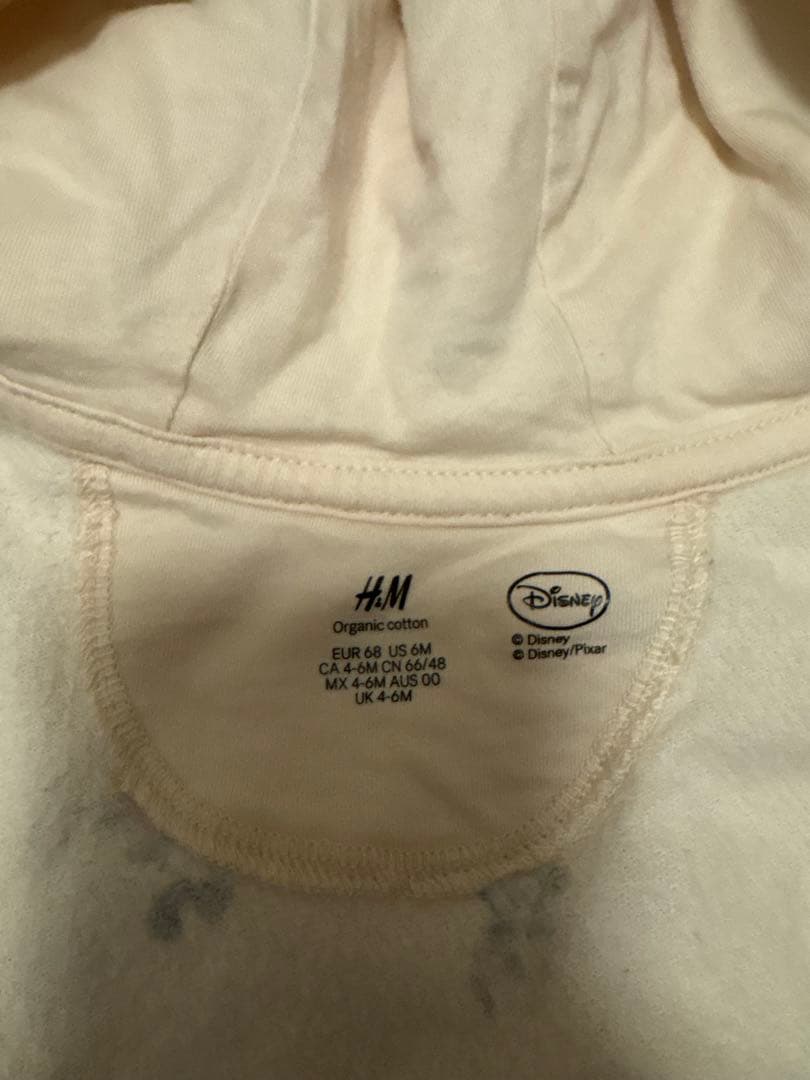 H&M
Organic cotton
EUR 68 US 6M
CA 4-6M CN 66/48
MX 4-6M AUS 00
UK 4-6M
Disney
© Disney
© Disney/Pixar